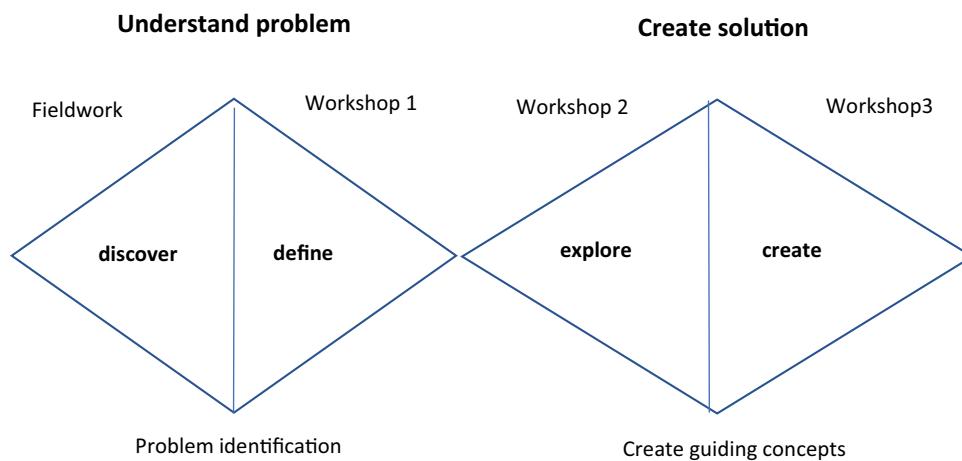 Understand problem
Create solution
Fieldwork
Workshop 1
Workshop 2
Workshop3
discover
define
explore
create
Problem identification
Create guiding concepts